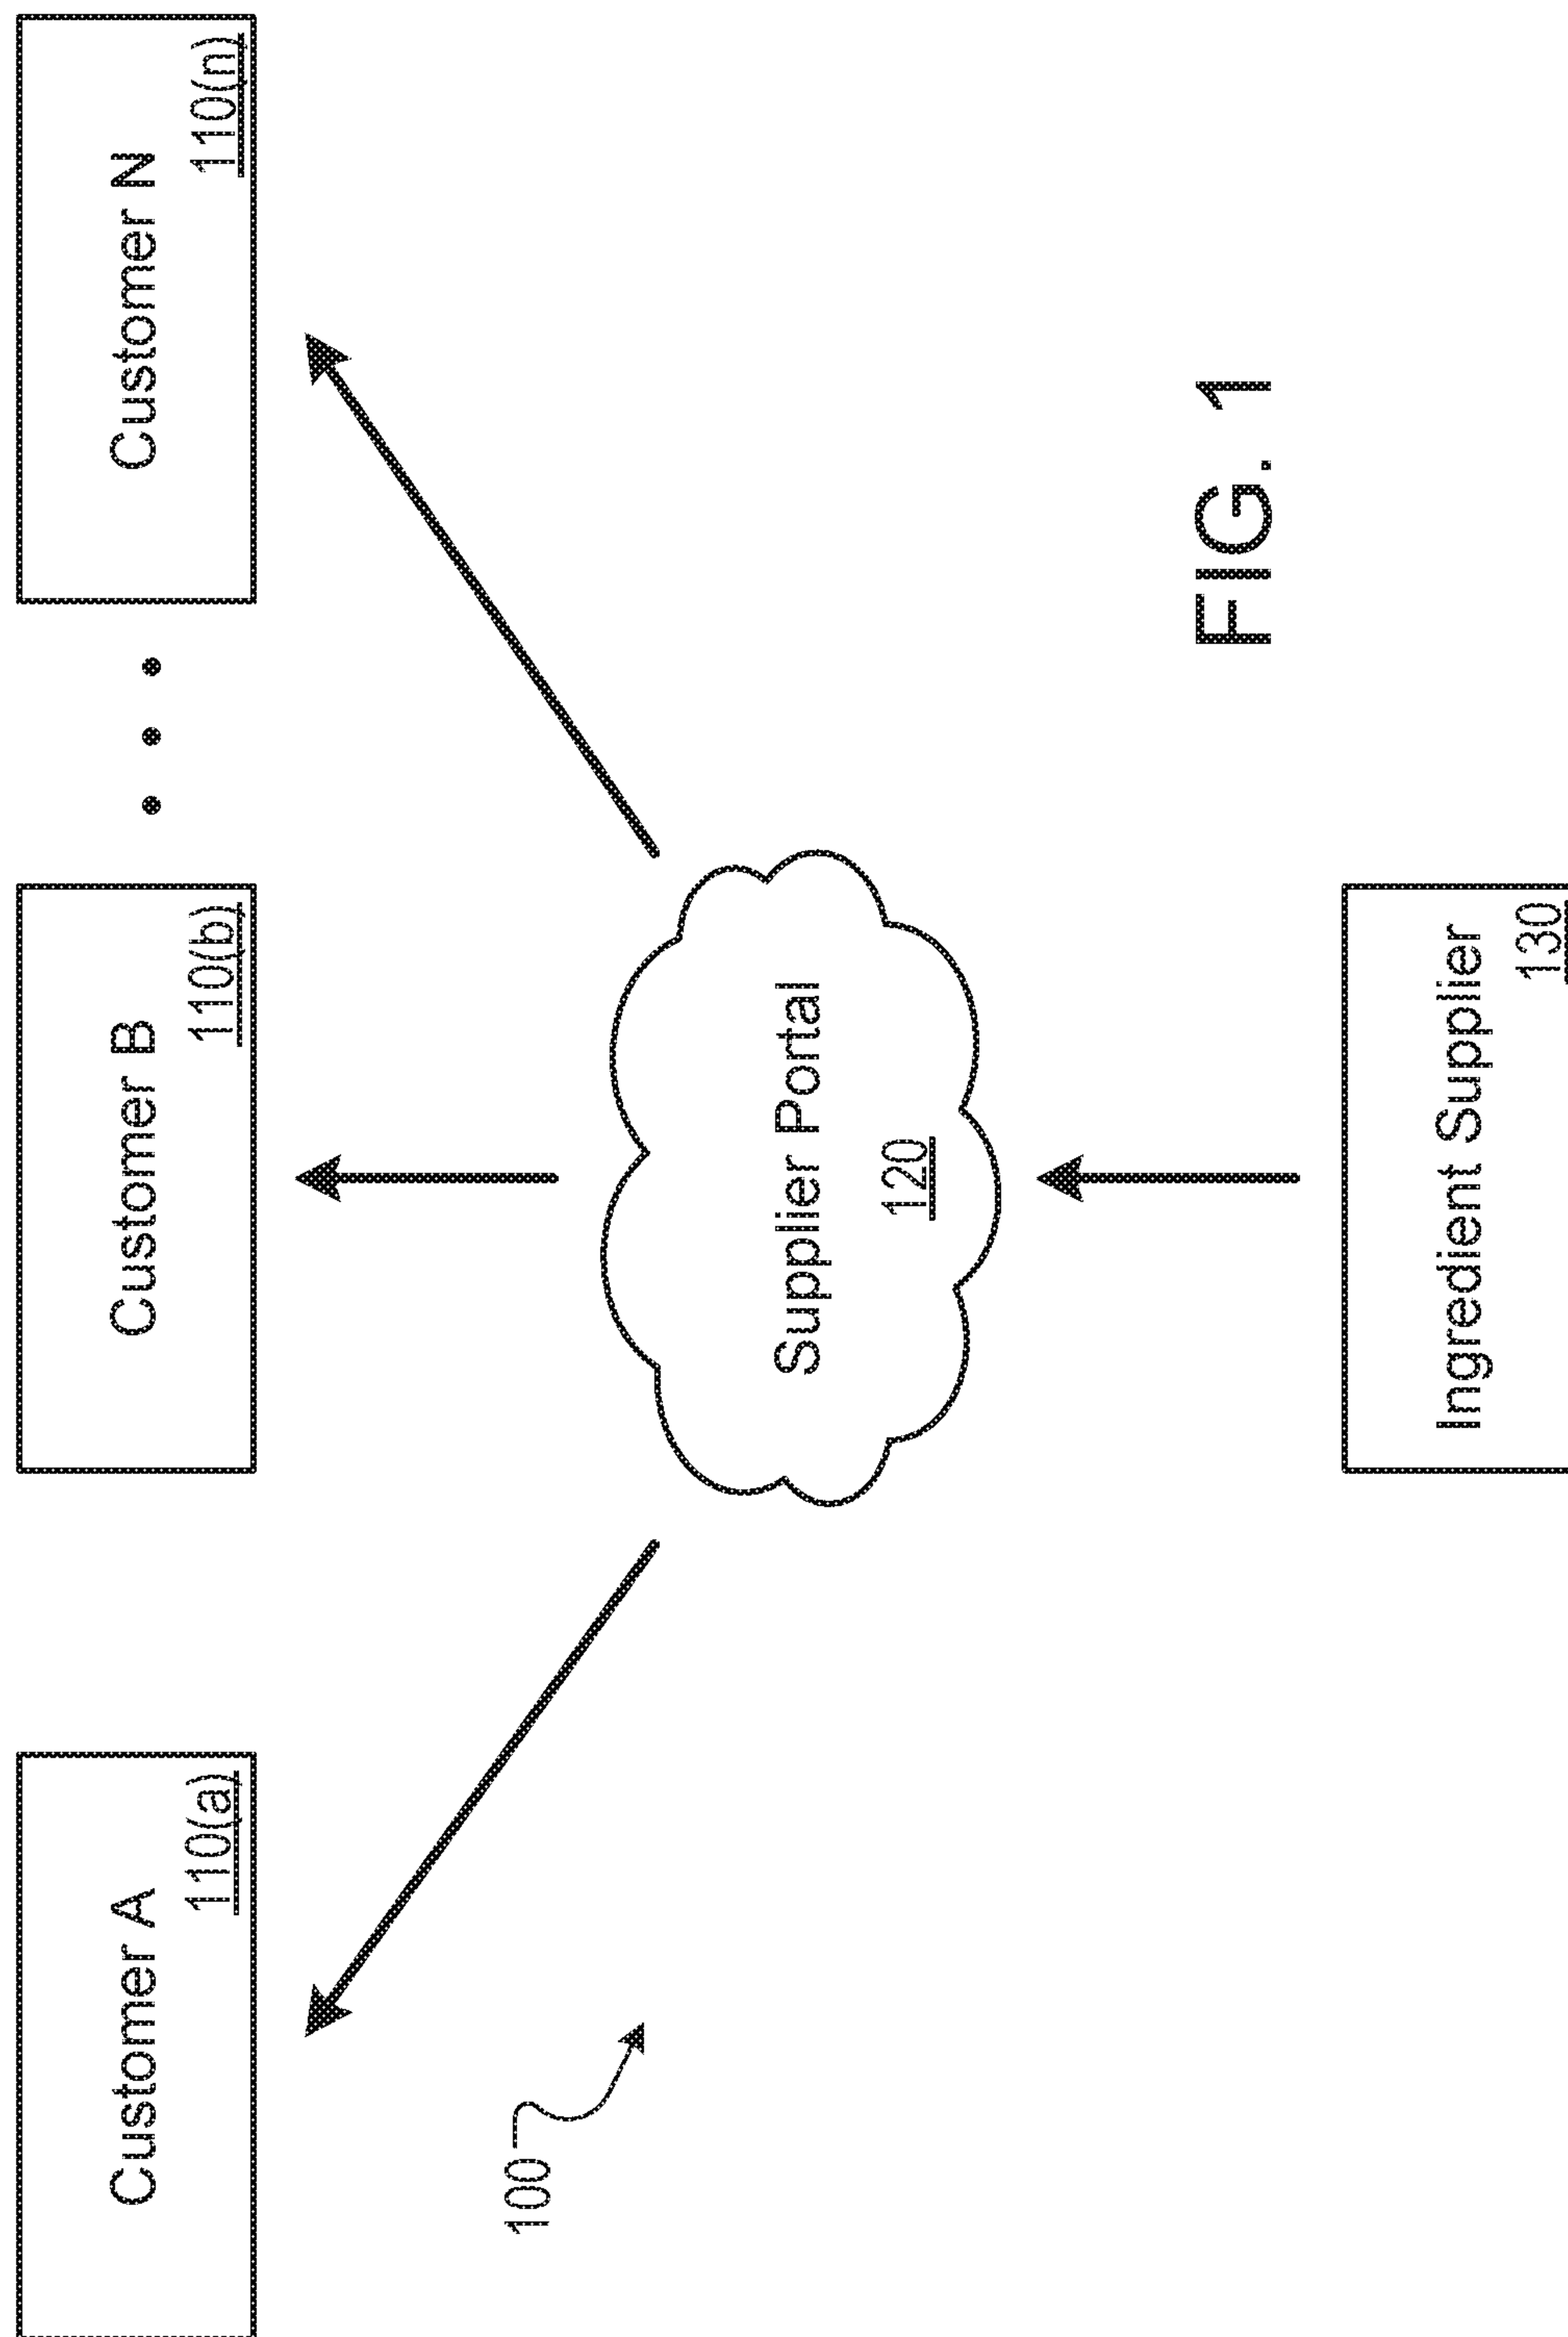 Customer A
110(a)
Customer B
110(b)
Customer N
110(n)
100
Supplier Portal
120
Ingredient Supplier
130
FIG. 1